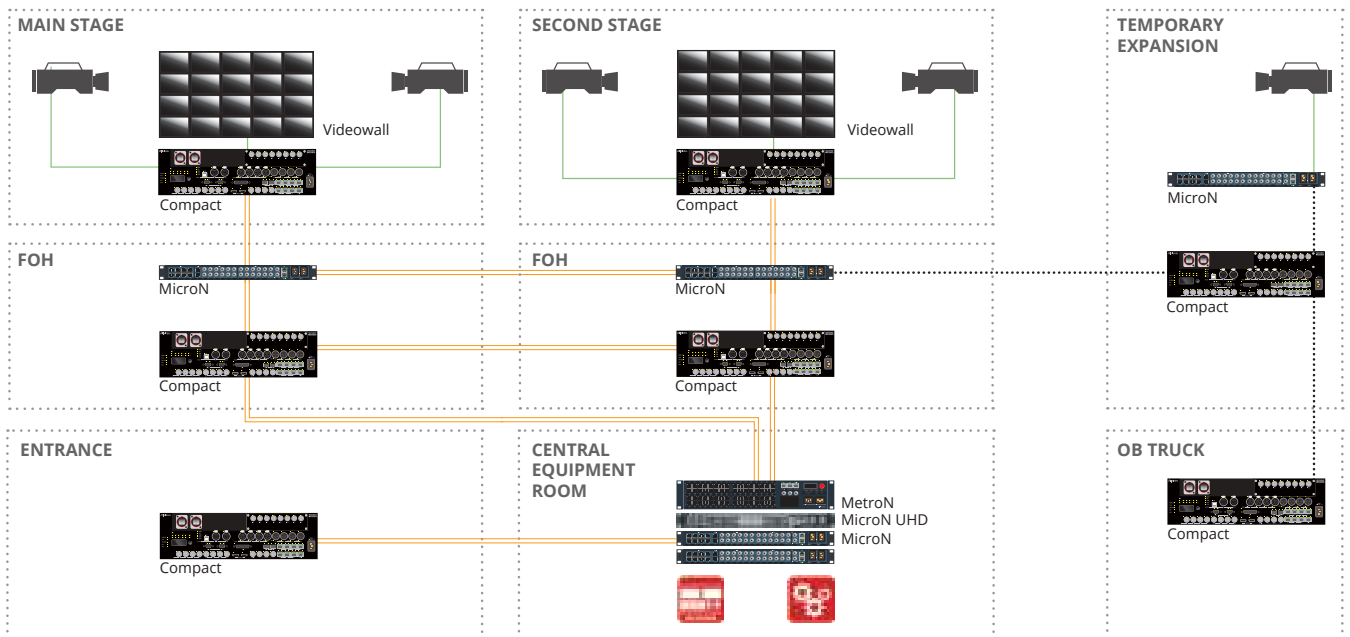 MAIN STAGE
Videowall
Compact
SECOND STAGE
Videowall
Compact
TEMPORARY
EXPANSION
MicroN
Compact
FOH
MicroN
Compact
FOH
MicroN
Compact
ENTRANCE
Compact
CENTRAL
EQUIPMENT
ROOM
MetroN
MicroN UHD
MicroN
OB TRUCK
Compact